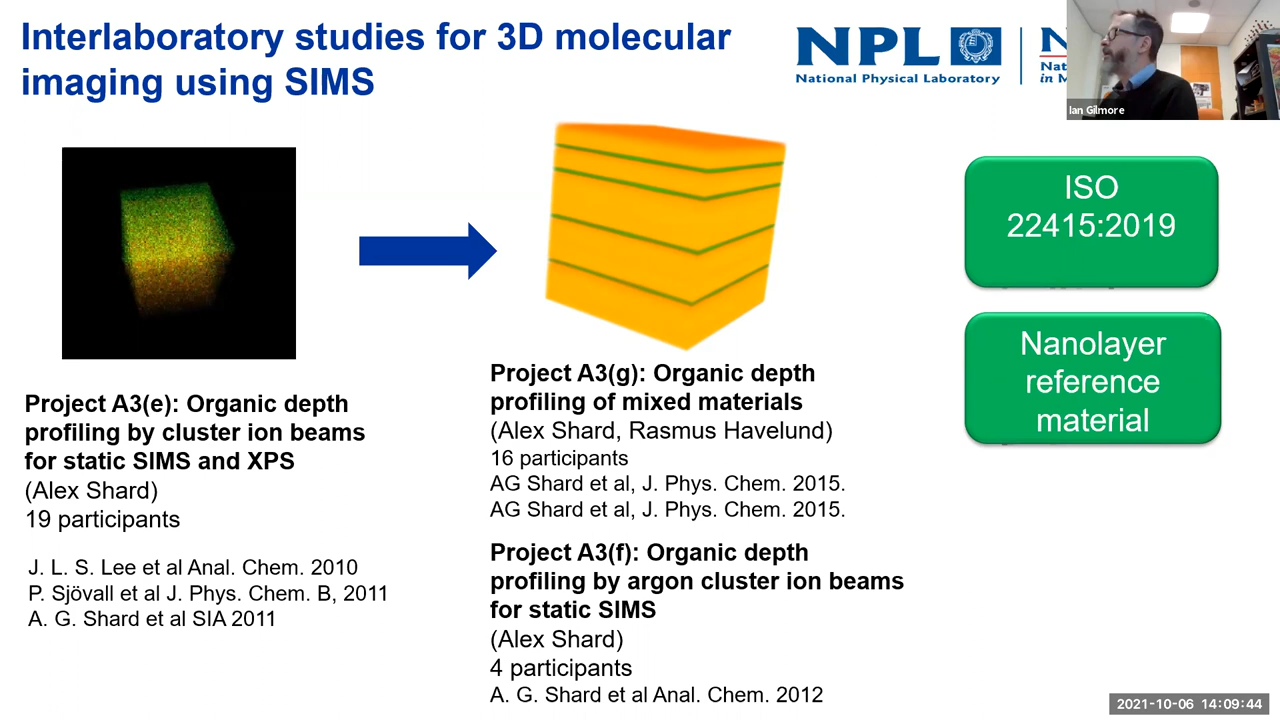 Interlaboratory studies for 3D molecular
imaging using SIMS
NPL
National Physical Laboratory
Ian Gilmore
ISO
22415:2019
Nanolayer
reference
material
Project A3(e): Organic depth
profiling by cluster ion beams
for static SIMS and XPS
(Alex Shard)
19 participants
J. L. S. Lee et al Anal. Chem. 2010
P. Sjövall et al J. Phys. Chem. B, 2011
A. G. Shard et al SIA 2011
Project A3(g): Organic depth
profiling of mixed materials
(Alex Shard, Rasmus Havelund)
16 participants
AG Shard et al, J. Phys. Chem. 2015.
AG Shard et al, J. Phys. Chem. 2015.
Project A3(f): Organic depth
profiling by argon cluster ion beams
for static SIMS
(Alex Shard)
4 participants
A. G. Shard et al Anal. Chem. 2012
2021-10-06 14:09:44